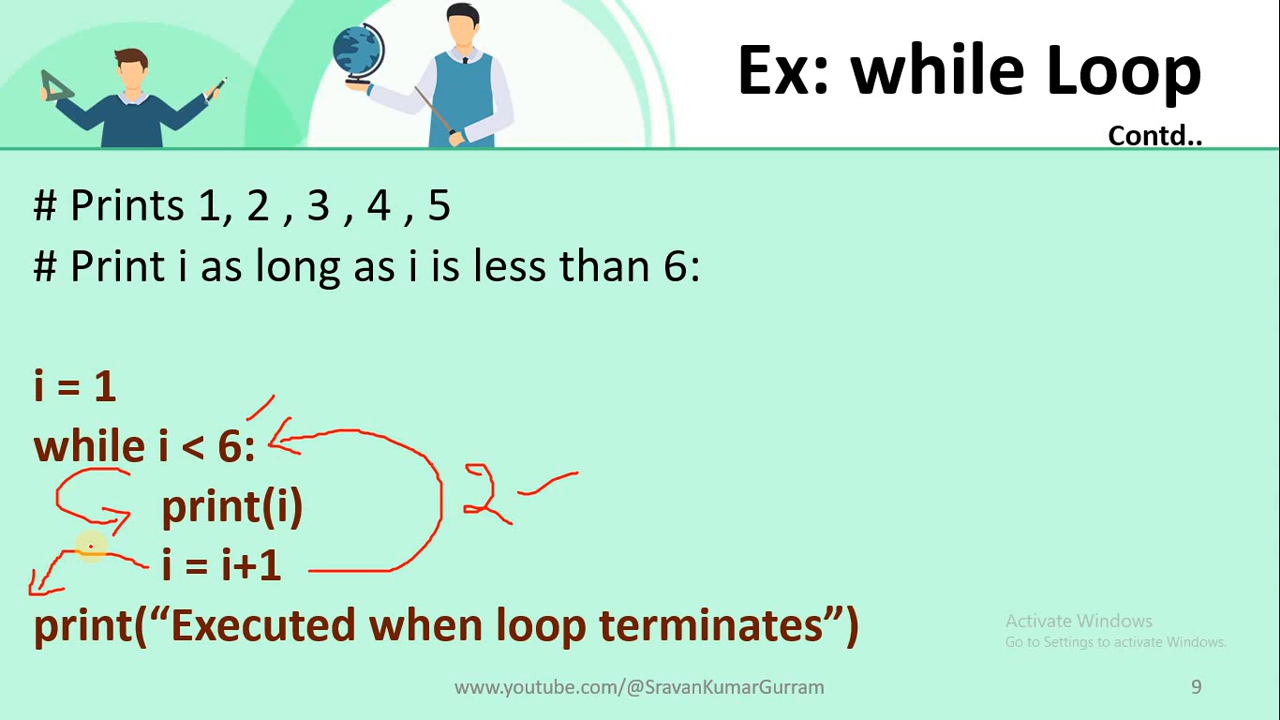 Ex: while Loop
Contd..
# Prints 1, 2 , 3 , 4 , 5
# Print i as long as i is less than 6:
i = 1
while i < 6:
print(i)
2
i = i+1
print(“Executed when loop terminates”)
Activate Windows
Go to Settings to activate Windows.
www.youtube.com/@SravanKumarGurram
9